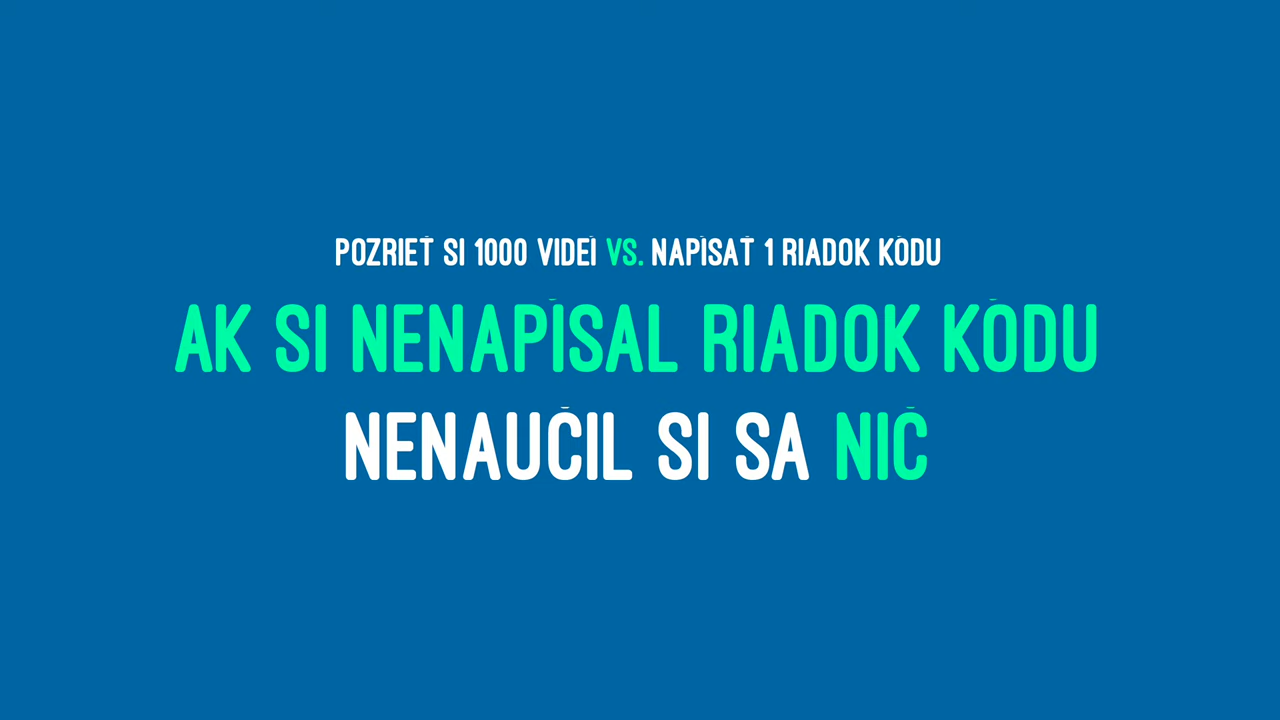 POZRIEŤ SI 1000 VIDEÍ VS. NAPÍSAŤ 1 RIADOK KÓDU
AK SI NENAPÍSAL RIADOK KÓDU
NENAUČIL SI SA NIČ